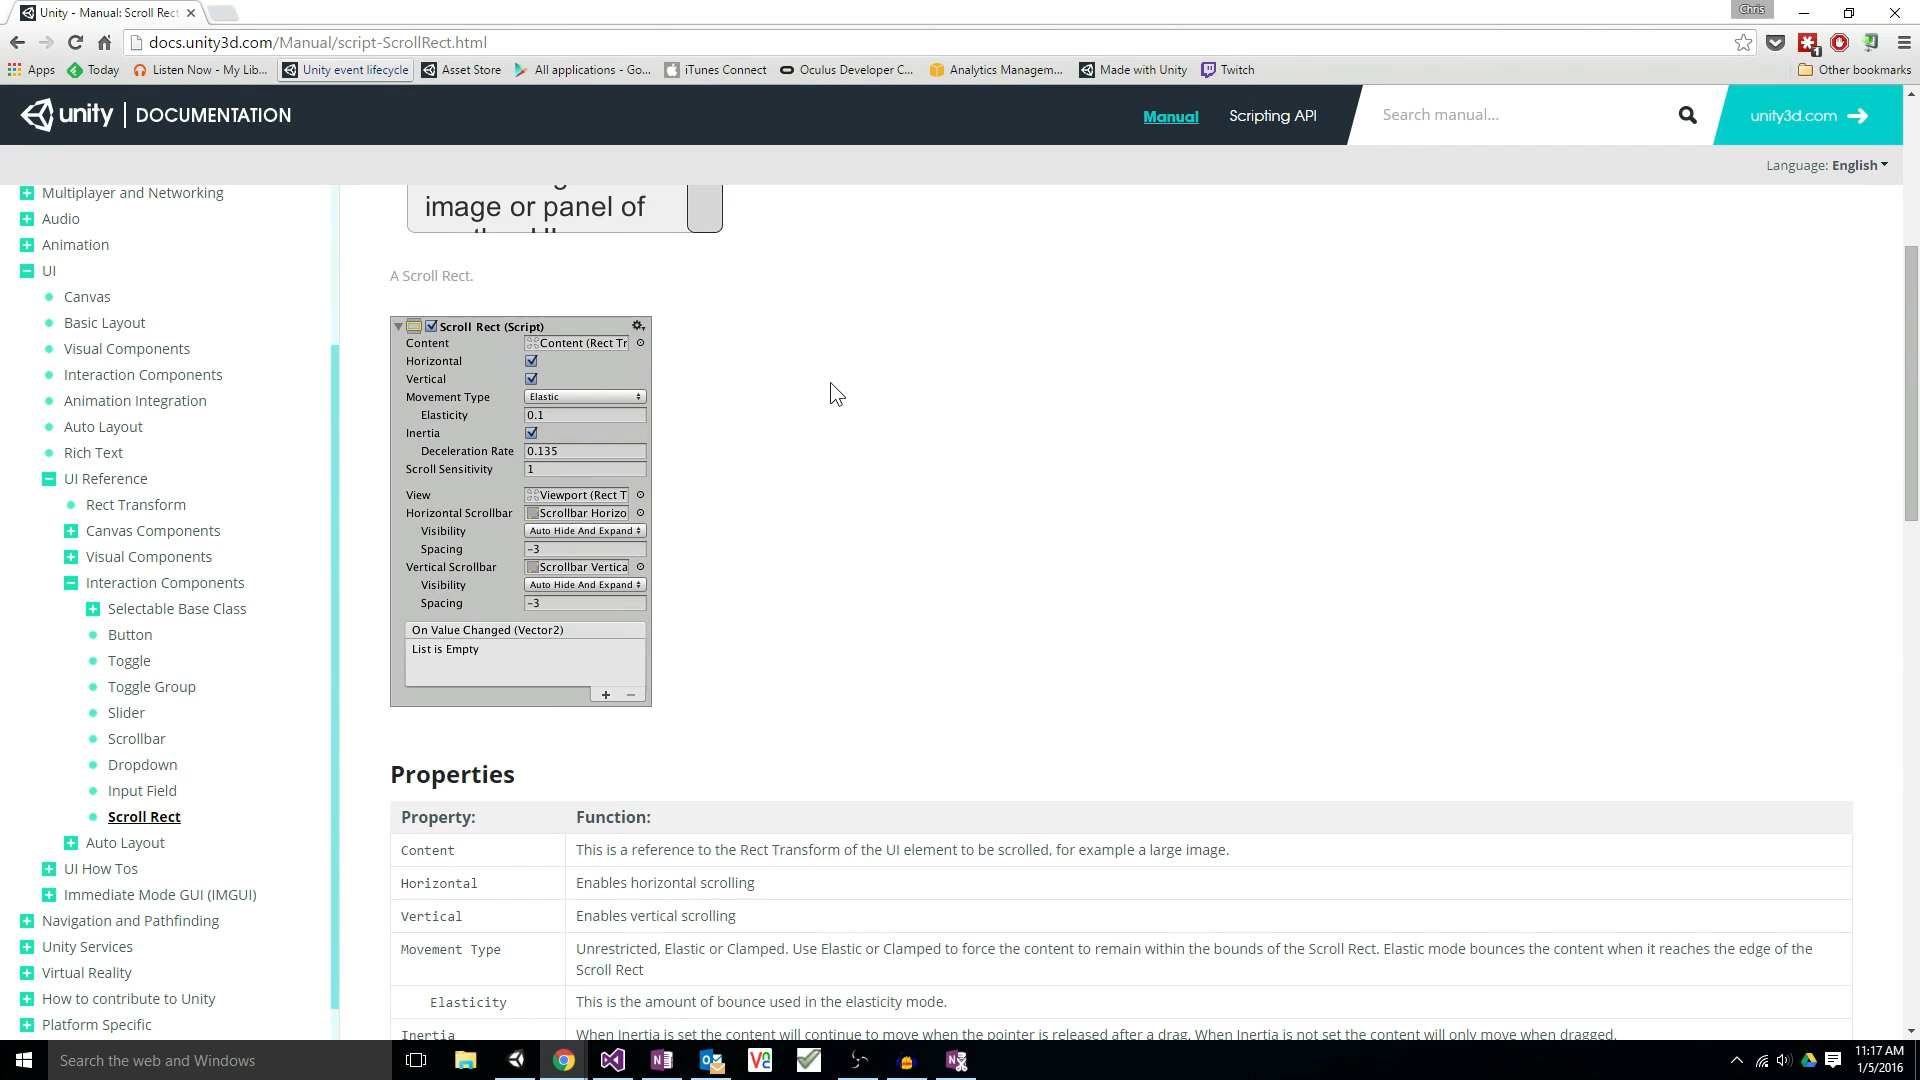 Unity - Manual: Scroll Rect
Chris
docs.unity3d.com/Manual/script-ScrollRect.html
1
Apps
Today
Listen Now - My Lib...
Unity event lifecycle
Asset Store
All applications - Go...
iTunes Connect
Oculus Developer C...
Analytics Managem...
Made with Unity
Twitch
Other bookmarks
unity | DOCUMENTATION
Manual
Scripting API
Search manual...
unity3d.com
Language: English
Multiplayer and Networking
Audio
Animation
UI
Canvas
Basic Layout
Visual Components
Interaction Components
Animation Integration
Auto Layout
Rich Text
UI Reference
Rect Transform
Canvas Components
Visual Components
Interaction Components
Selectable Base Class
Button
Toggle
Toggle Group
Slider
Scrollbar
Dropdown
Input Field
Scroll Rect
Auto Layout
UI How Tos
Immediate Mode GUI (IMGUI)
Navigation and Pathfinding
Unity Services
Virtual Reality
How to contribute to Unity
Platform Specific
image or panel of
A Scroll Rect.
Scroll Rect (Script)
Content Content (Rect Tr
Horizontal
Vertical
Movement Type Elastic
Elasticity 0.1
Inertia
Deceleration Rate 0.135
Scroll Sensitivity 1
View Viewport (Rect T
Horizontal Scrollbar Scrollbar Horizo
Visibility Auto Hide And Expand
Spacing -3
Vertical Scrollbar Scrollbar Vertica
Visibility Auto Hide And Expand
Spacing -3
On Value Changed (Vector2)
List is Empty
Properties
Property: Function:
Content This is a reference to the Rect Transform of the UI element to be scrolled, for example a large image.
Horizontal Enables horizontal scrolling
Vertical Enables vertical scrolling
Movement Type Unrestricted, Elastic or Clamped. Use Elastic or Clamped to force the content to remain within the bounds of the Scroll Rect. Elastic mode bounces the content when it reaches the edge of the
Scroll Rect
Elasticity This is the amount of bounce used in the elasticity mode.
Inertia When Inertia is set the content will continue to move when the pointer is released after a drag. When Inertia is not set the content will only move when dragged.
Search the web and Windows
11:17 AM
1/5/2016